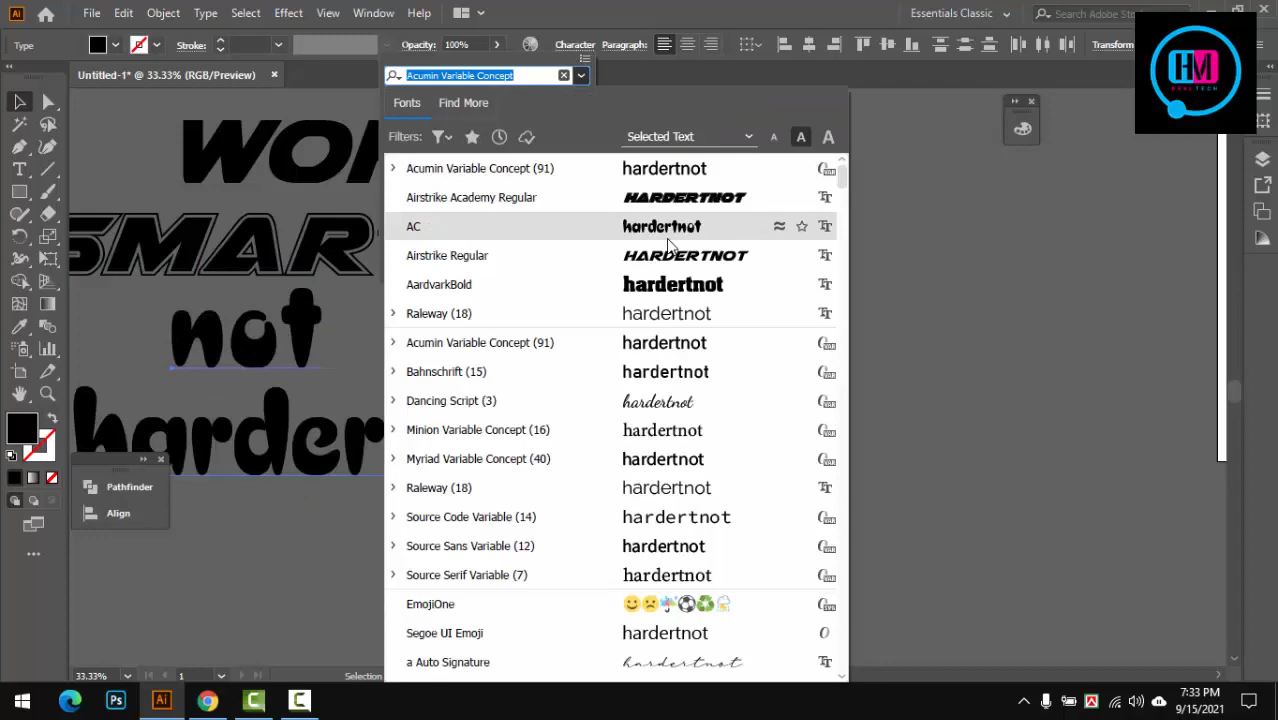 File Edit Object Type Select Effect View Window Help Essentials Classic Search Adobe Sto
Type Stroke: Opacity: 100% Character Paragraph: Transform
Untitled-1* @ 33.33% (RGB/Preview) Acumin Variable Concept
Fonts Find More
Filters: Selected Text A A A
Acumin Variable Concept (91) hardertnot
Airstrike Academy Regular HARDERTNOT
AC hardertnot
Airstrike Regular HARDERTNOT
AardvarkBold hardertnot
Raleway (18) hardertnot
Acumin Variable Concept (91) hardertnot
Bahnschrift (15) hardertnot
Dancing Script (3) hardertnot
Minion Variable Concept (16) hardertnot
Myriad Variable Concept (40) hardertnot
Raleway (18) hardertnot
Source Code Variable (14) hardertnot
Source Sans Variable (12) hardertnot
Source Serif Variable (7) hardertnot
EmojiOne
Segoe UI Emoji hardertnot
a Auto Signature hardertnot
WOR
SMAR
not
harder
Pathfinder
Align
HM
33.33% 1 Selection
Ai
Ps
7:33 PM
9/15/2021